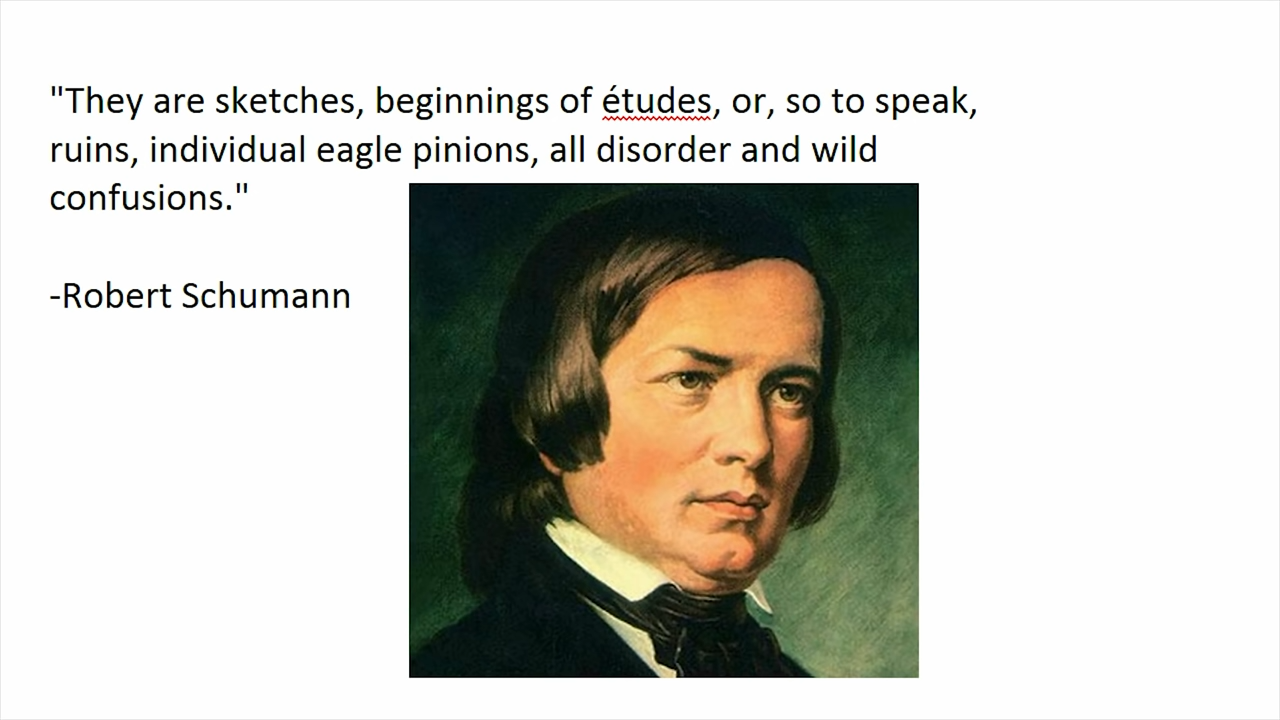 "They are sketches, beginnings of études, or, so to speak,
ruins, individual eagle pinions, all disorder and wild
confusions."
-Robert Schumann